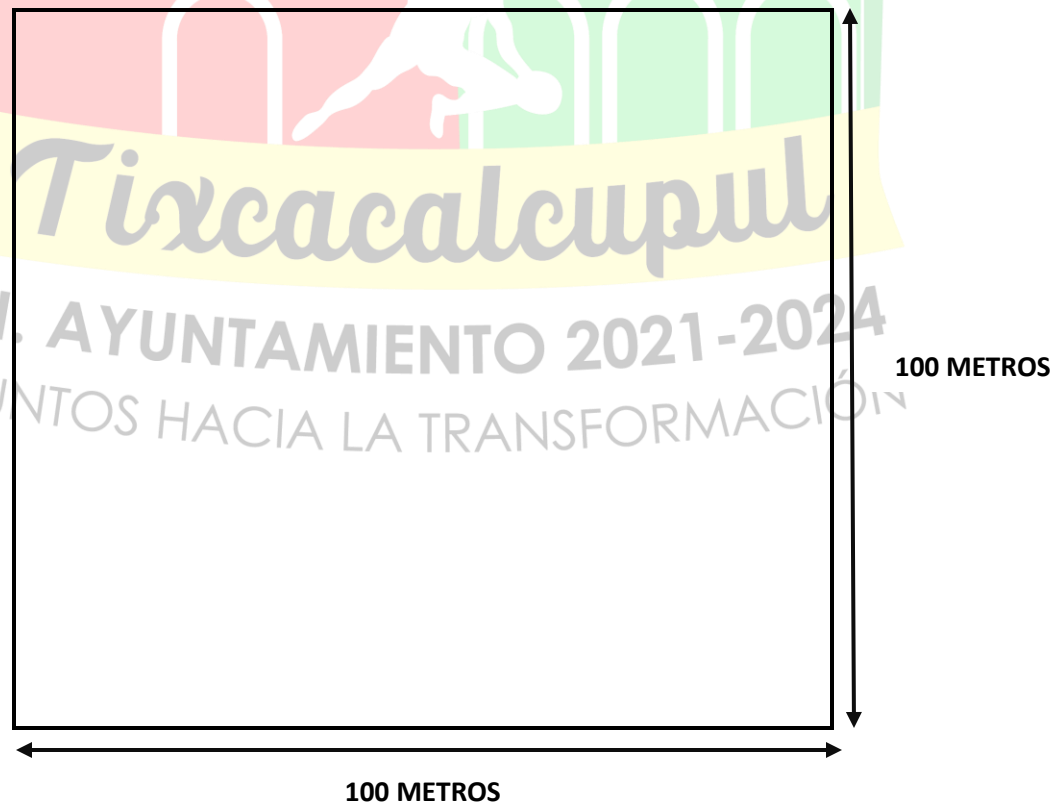 Tixcacalcupul
. AYUNTAMIENTO 2021-2024
HACIA LA TRANSFORMACIÓN
100 METROS
100 METROS